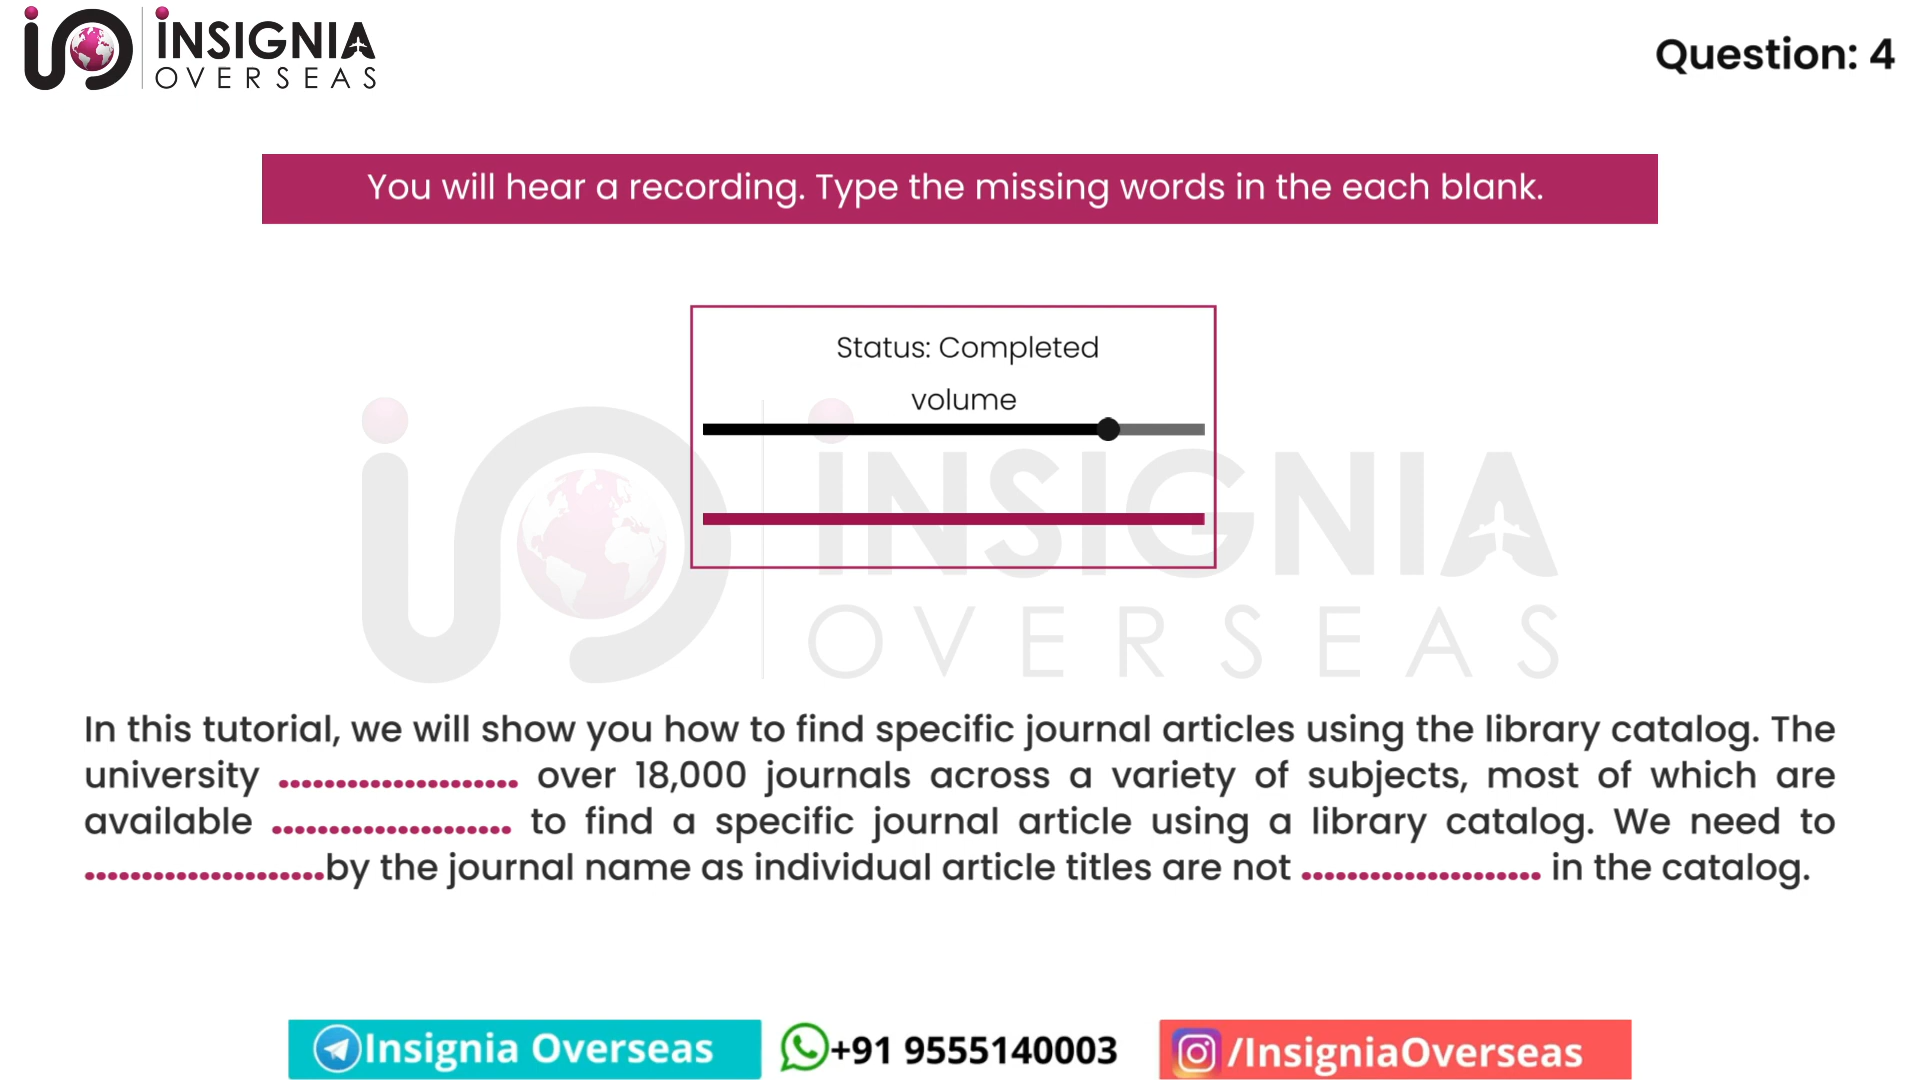 iNSIGNIA
OVERSEAS
Question: 4
You will hear a recording. Type the missing words in the each blank.
Status: Completed
volume
iNSIGNIA
OVERSEAS
In this tutorial, we will show you how to find specific journal articles using the library catalog. The
university ..................... over 18,000 journals across a variety of subjects, most of which are
available ..................... to find a specific journal article using a library catalog. We need to
.....................by the journal name as individual article titles are not ..................... in the catalog.
Insignia Overseas
+91 9555140003
/InsigniaOverseas